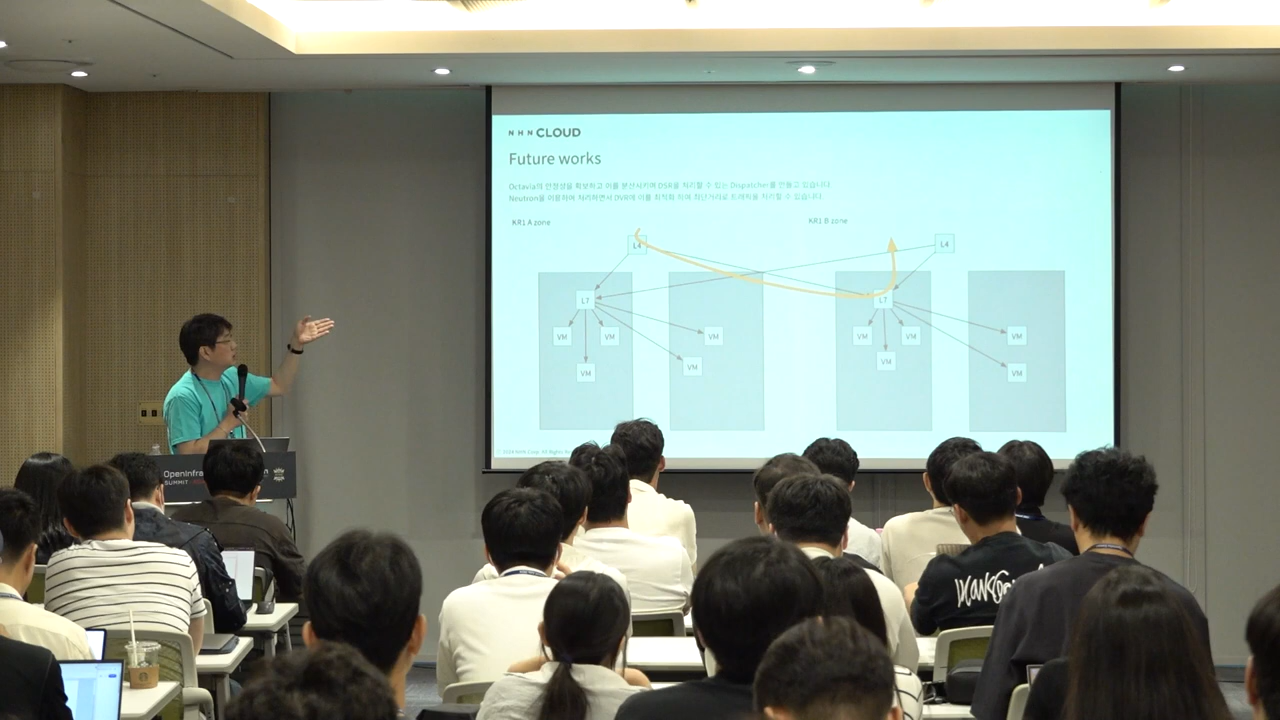 NHN CLOUD
Future works
Octavia의 안정성을 확보하고 이를 분산시키며 DSR을 처리할 수 있는 Dispatcher를 만들고 있습니다.
Neutron을 이용하여 처리하면서 DVR에 이를 최적화 하여 최단거리로 트래픽을 처리할 수 있습니다.
KR1 A zone
KR1 B zone
L4
L4
L7
L7
VM
VM
VM
VM
VM
VM
VM
VM
VM
VM
OpenInfra
SUMMIT